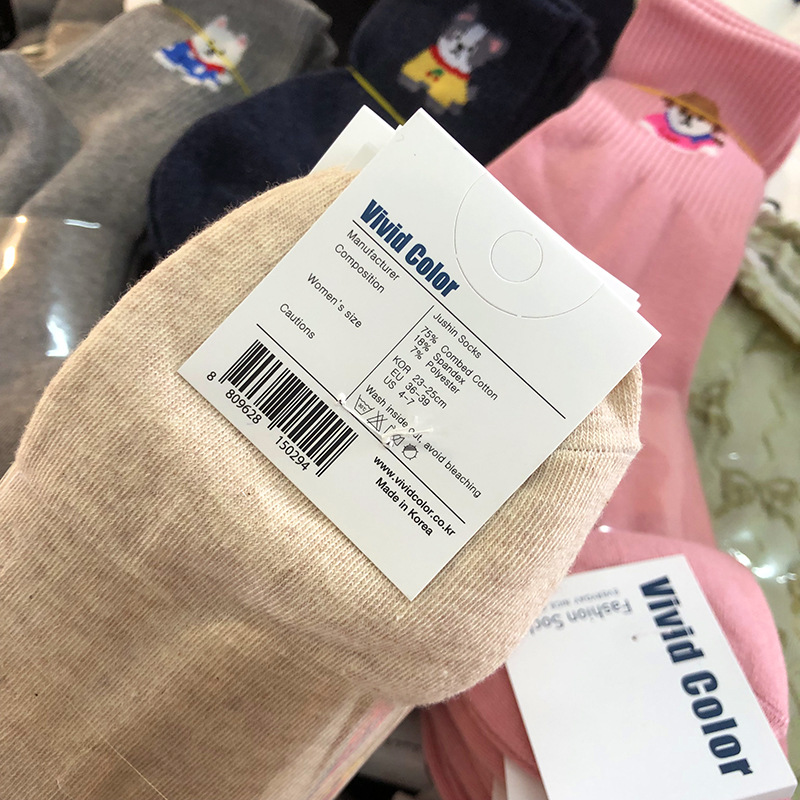 Vivid Color
Manufacturer Jushin Socks
Composition 75% Combed Cotton
18% Spandex
7% Polyester
Women's size KOR 23-25cm
EU 36-39
US 4-7
Cautions Wash inside out, avoid bleaching
8 809628 150294
www.vividcolor.co.kr
Made in Korea
Vivid Color
Fashion Soc